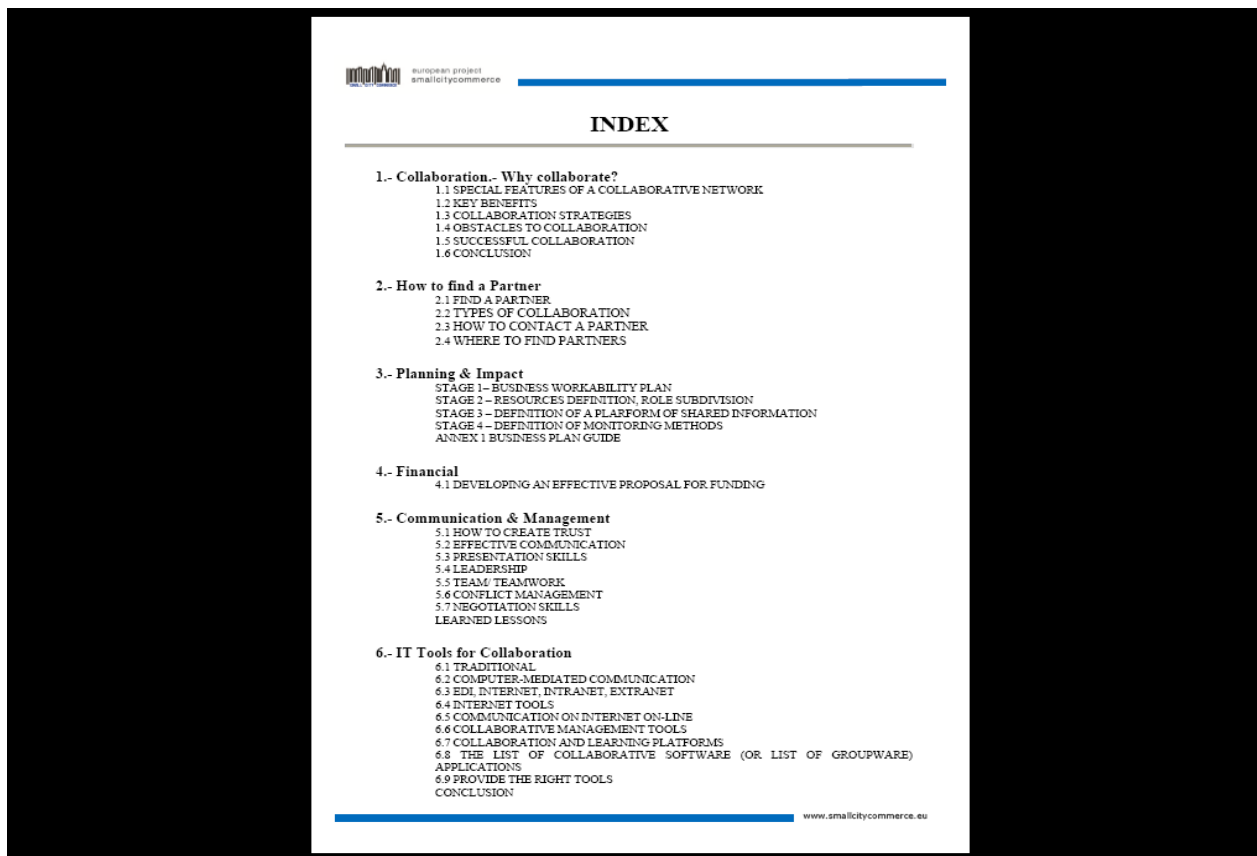 SMALL CITY COMMERCE
european project
smallcitycommerce
INDEX
1.- Collaboration.- Why collaborate?
1.1 SPECIAL FEATURES OF A COLLABORATIVE NETWORK
1.2 KEY BENEFITS
1.3 COLLABORATION STRATEGIES
1.4 OBSTACLES TO COLLABORATION
1.5 SUCCESSFUL COLLABORATION
1.6 CONCLUSION
2.- How to find a Partner
2.1 FIND A PARTNER
2.2 TYPES OF COLLABORATION
2.3 HOW TO CONTACT A PARTNER
2.4 WHERE TO FIND PARTNERS
3.- Planning & Impact
STAGE 1– BUSINESS WORKABILITY PLAN
STAGE 2 – RESOURCES DEFINITION, ROLE SUBDIVISION
STAGE 3 – DEFINITION OF A PLARFORM OF SHARED INFORMATION
STAGE 4 – DEFINITION OF MONITORING METHODS
ANNEX 1 BUSINESS PLAN GUIDE
4.- Financial
4.1 DEVELOPING AN EFFECTIVE PROPOSAL FOR FUNDING
5.- Communication & Management
5.1 HOW TO CREATE TRUST
5.2 EFFECTIVE COMMUNICATION
5.3 PRESENTATION SKILLS
5.4 LEADERSHIP
5.5 TEAM/ TEAMWORK
5.6 CONFLICT MANAGEMENT
5.7 NEGOTIATION SKILLS
LEARNED LESSONS
6.- IT Tools for Collaboration
6.1 TRADITIONAL
6.2 COMPUTER-MEDIATED COMMUNICATION
6.3 EDI, INTERNET, INTRANET, EXTRANET
6.4 INTERNET TOOLS
6.5 COMMUNICATION ON INTERNET ON-LINE
6.6 COLLABORATIVE MANAGEMENT TOOLS
6.7 COLLABORATION AND LEARNING PLATFORMS
6.8 THE LIST OF COLLABORATIVE SOFTWARE (OR LIST OF GROUPWARE)
APPLICATIONS
6.9 PROVIDE THE RIGHT TOOLS
CONCLUSION
www.smallcitycommerce.eu